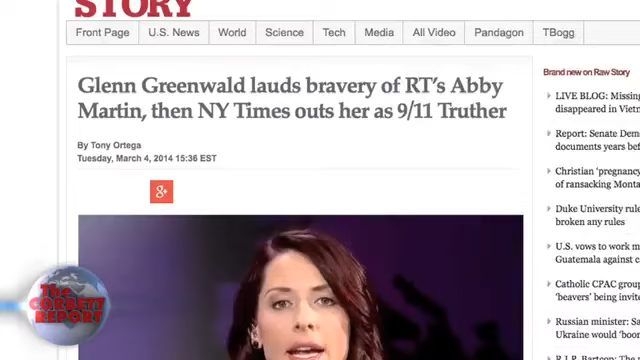 STORY
Front Page U.S. News World Science Tech Media All Video Pandagon TBogg
Glenn Greenwald lauds bravery of RT's Abby
Martin, then NY Times outs her as 9/11 Truther
By Tony Ortega
Tuesday, March 4, 2014 15:36 EST
g+
Brand new on Raw Story
LIVE BLOG: Missing
disappeared in Vietn
Report: Senate Dem
documents years bef
Christian 'pregnancy
of ransacking Monta
Duke University rule
broken any rules
U.S. vows to work m
Guatemala against c
Catholic CPAC group
'beavers' being invite
Russian minister: Sa
Ukraine would 'boom
R.I.P. Bartcop: The
The
CORBETT
REPORT